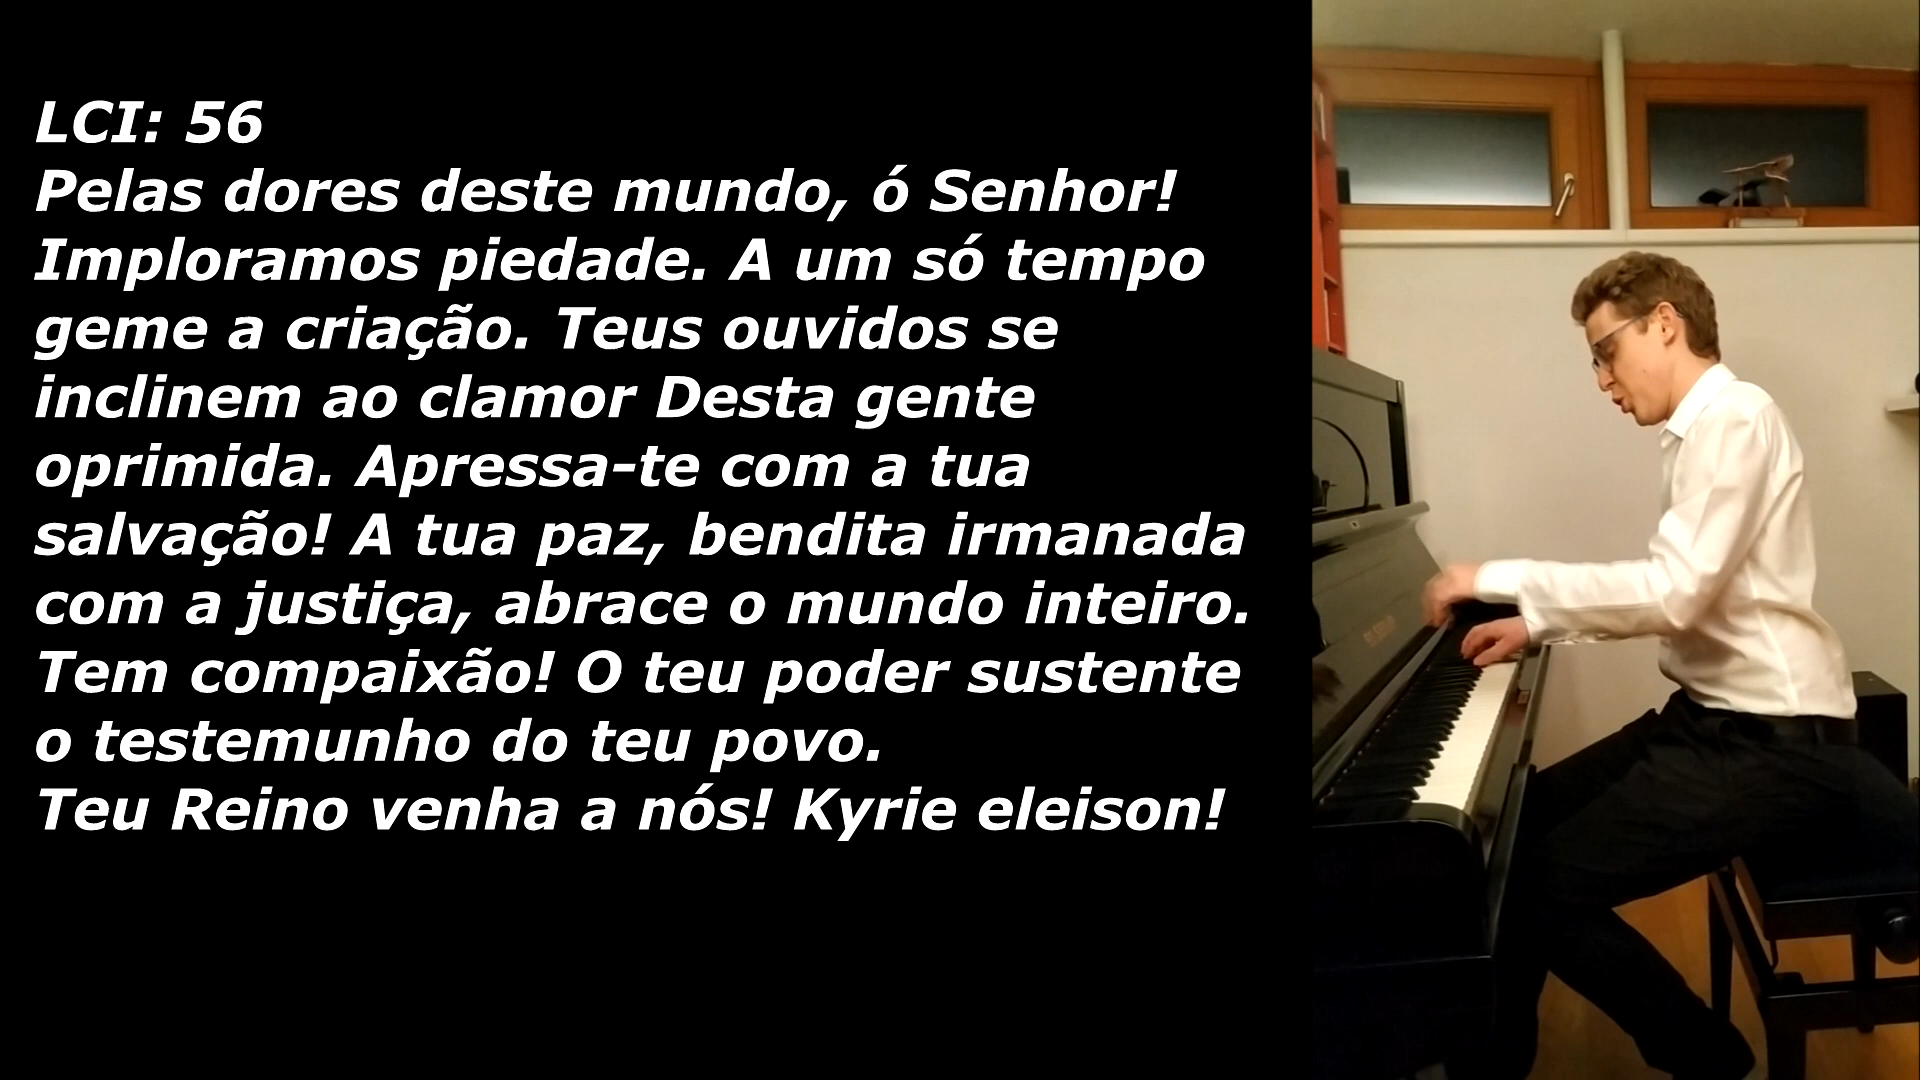 LCI: 56
Pelas dores deste mundo, ó Senhor!
Imploramos piedade. A um só tempo
geme a criação. Teus ouvidos se
inclinem ao clamor Desta gente
oprimida. Apressa-te com a tua
salvação! A tua paz, bendita irmanada
com a justiça, abrace o mundo inteiro.
Tem compaixão! O teu poder sustente
o testemunho do teu povo.
Teu Reino venha a nós! Kyrie eleison!